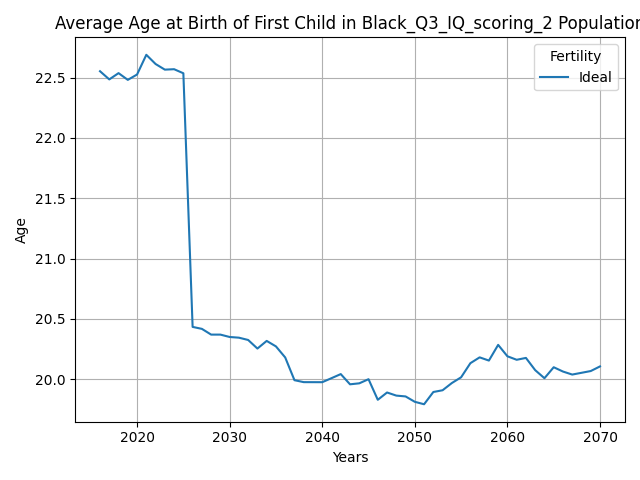 Average Age at Birth of First Child in Black_Q3_IQ_scoring_2 Population
Fertility
Ideal
22.5
22.0
21.5
21.0
20.5
20.0
Age
2020 2030 2040 2050 2060 2070
Years